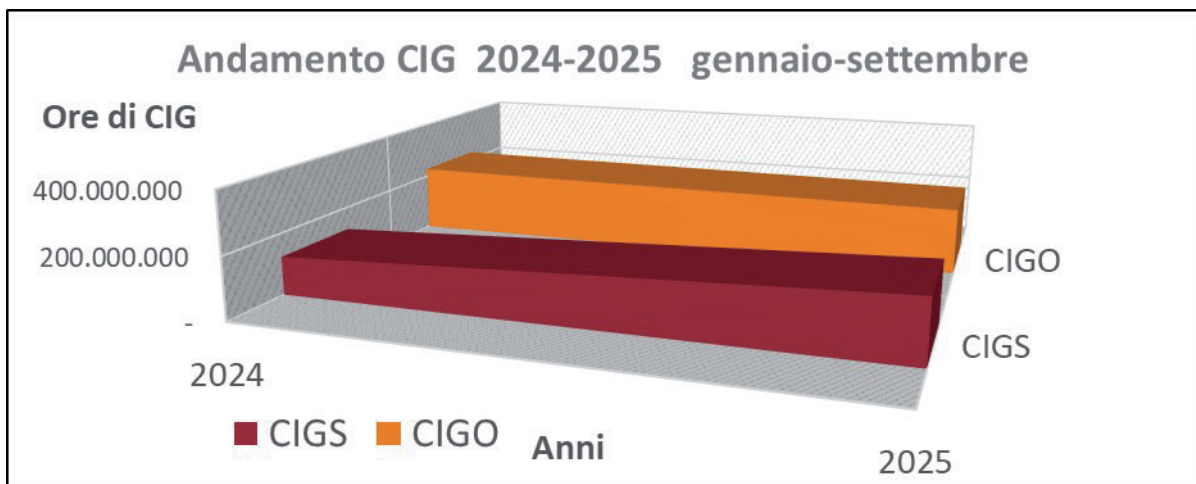 Andamento CIG 2024-2025 gennaio-settembre
Ore di CIG
400.000.000
200.000.000
-
CIGO
CIGS
2024
CIGS CIGO
Anni
2025